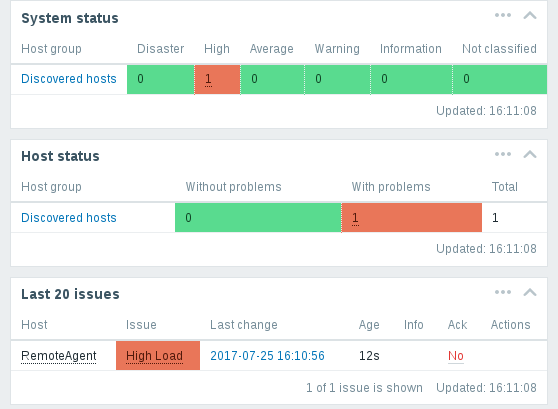 System status
Host group Disaster High Average Warning Information Not classified
Discovered hosts 0 1 0 0 0 0
Updated: 16:11:08
Host status
Host group Without problems With problems Total
Discovered hosts 0 1 1
Updated: 16:11:08
Last 20 issues
Host Issue Last change Age Info Ack Actions
RemoteAgent High Load 2017-07-25 16:10:56 12s No
1 of 1 issue is shown Updated: 16:11:08